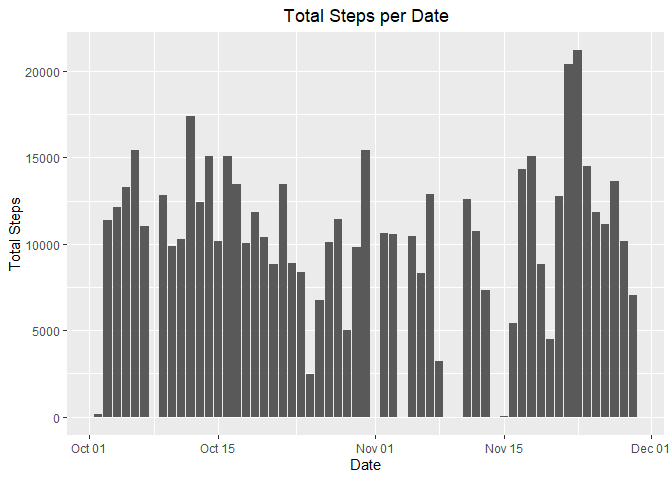 Total Steps per Date
20000
15000
10000
5000
0
Total Steps
Oct 01 Oct 15 Nov 01 Nov 15 Dec 01
Date